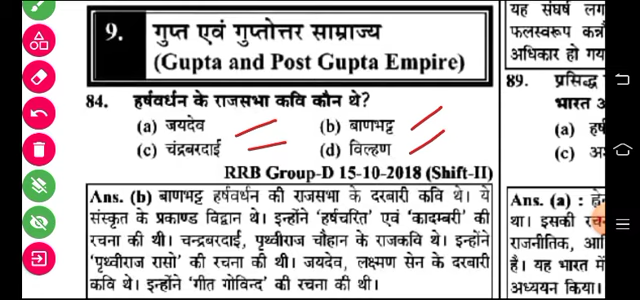 9.
गुप्त एवं गुप्तोत्तर साम्राज्य
(Gupta and Post Gupta Empire)
84. हर्षवर्धन के राजसभा कवि कौन थे?
(a) जयदेव (b) बाणभट्ट
(c) चंद्रबरदाई (d) विल्हण
RRB Group-D 15-10-2018 (Shift-II)
Ans. (b) बाणभट्ट हर्षवर्धन की राजसभा के दरबारी कवि थे। ये
संस्कृत के प्रकाण्ड विद्वान थे। इन्होंने 'हर्षचरित' एवं 'कादम्बरी' की
रचना की थी। चन्द्रबरदाई, पृथ्वीराज चौहान के राजकवि थे। इन्होंने
'पृथ्वीराज रासो' की रचना की थी। जयदेव, लक्ष्मण सेन के दरबारी
कवि थे। इन्होंने 'गीत गोविन्द' की रचना की थी।
यह संघर्ष लग
फलस्वरूप कन्नौ
अधिकार हो गय
89. प्रसिद्ध
भारत
(a)
(c)
Ans. (a) :
था। इसकी
राजनीतिक,
है। यह भारत में
अध्ययन किया।